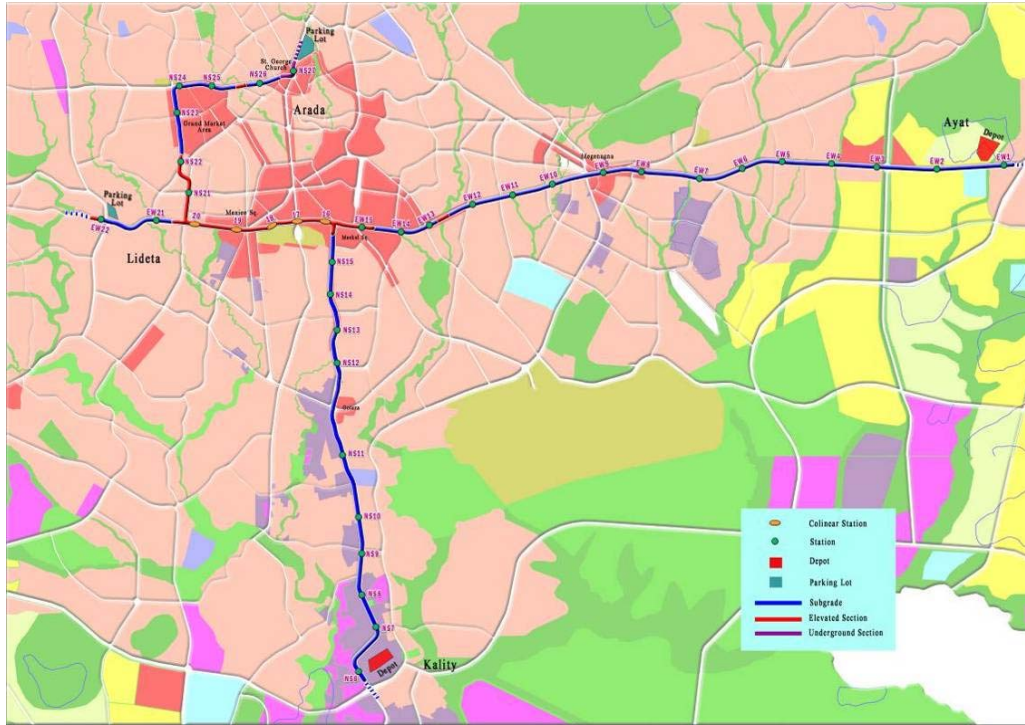 Parking
Lot
St. George
Church
NS27
NS26
NS25
NS24
Arada
NS23
Grand Market
Area
NS22
NS21
Parking
Lot
EW22
EW21
Lideta
20
Mexico Sq.
19
18
17
16
EW15
Meskel Sq.
EW14
EW13
EW12
EW11
EW10
Megenagna
EW9
EW8
EW7
EW6
EW5
EW4
EW3
EW2
EW1
Ayat
Depot
NS15
NS14
NS13
NS12
NS11
NS10
NS9
NS8
NS7
NS6
Depot
Kality
Colinear Station
Station
Depot
Parking Lot
Subgrade
Elevated Section
Underground Section